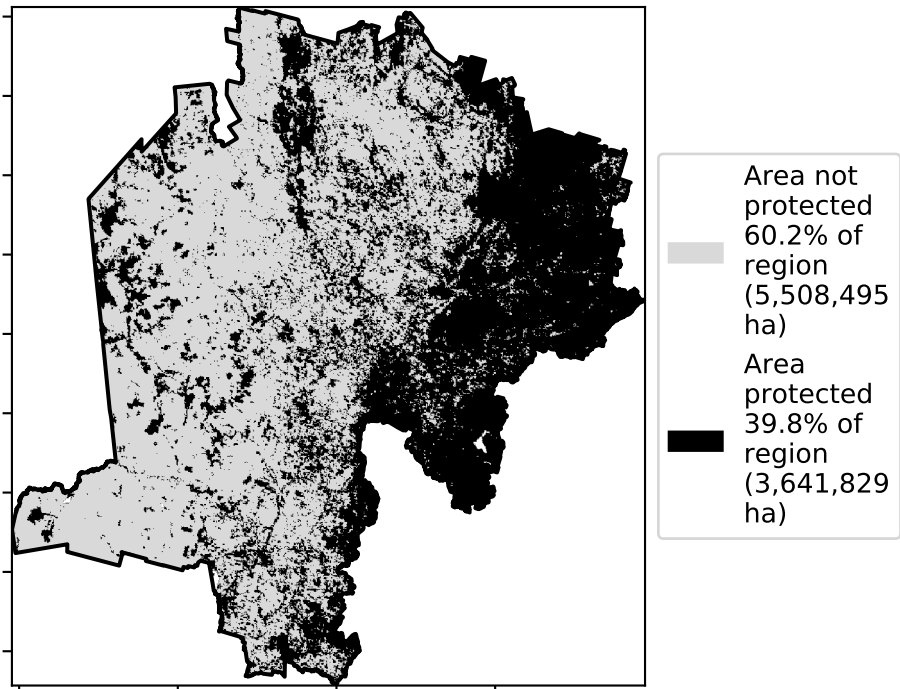 Area not
protected
60.2% of
region
(5,508,495
ha)
Area
protected
39.8% of
region
(3,641,829
ha)